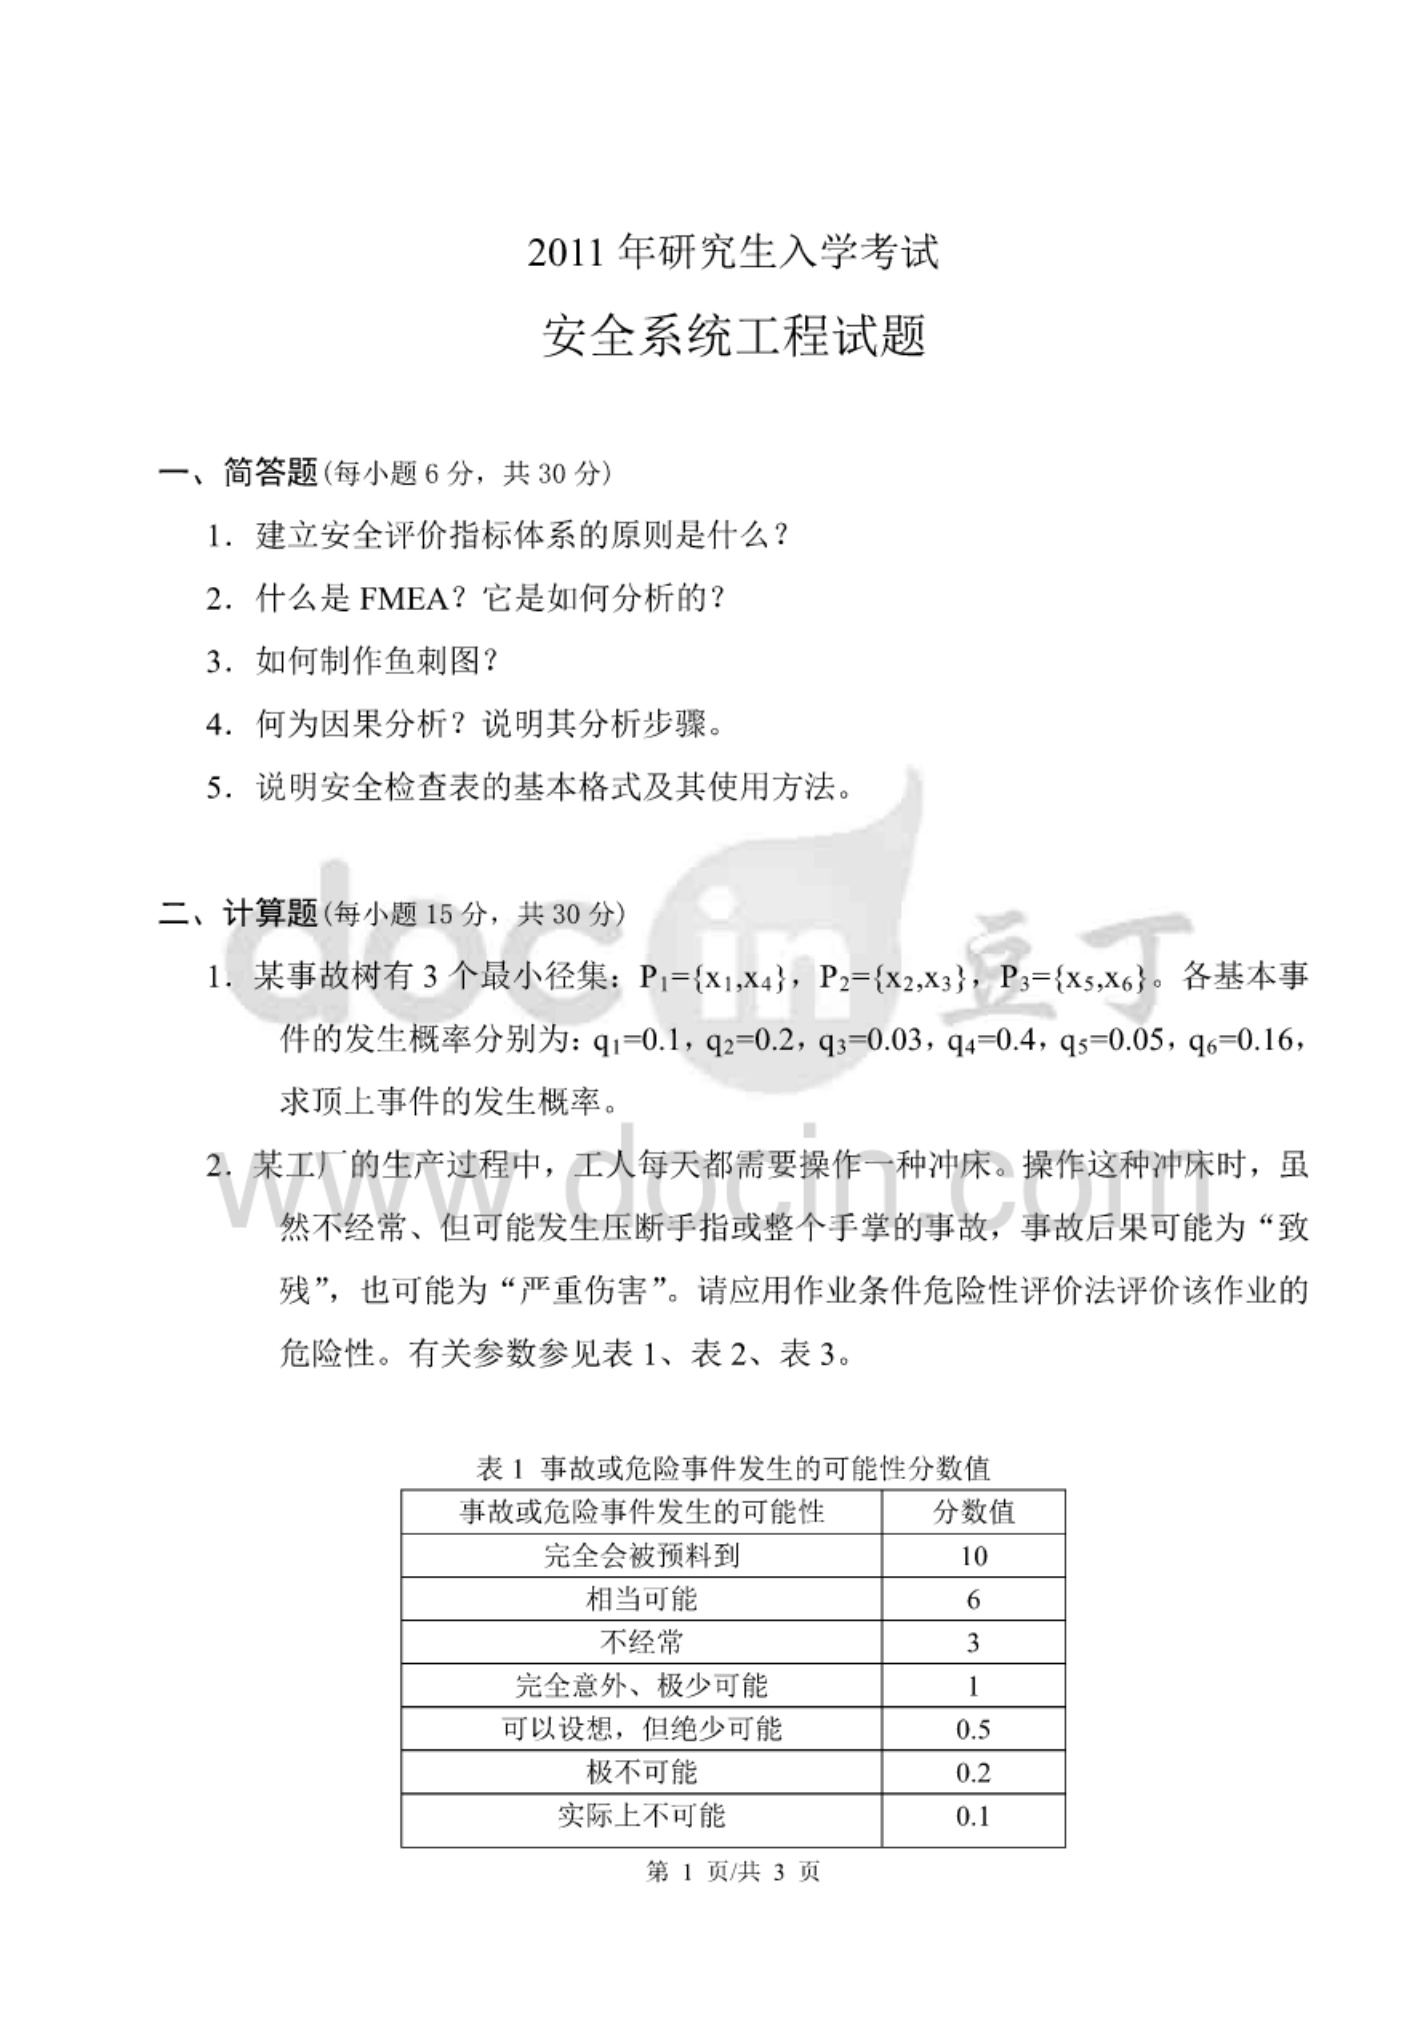 2011 年研究生入学考试
安全系统工程试题
一、简答题(每小题 6 分，共 30 分)
1．建立安全评价指标体系的原则是什么？
2．什么是 FMEA？它是如何分析的？
3．如何制作鱼刺图？
4．何为因果分析？说明其分析步骤。
5．说明安全检查表的基本格式及其使用方法。
二、计算题(每小题 15 分，共 30 分)
1．某事故树有 3 个最小径集：P₁={x₁,x₄}，P₂={x₂,x₃}，P₃={x₅,x₆}。各基本事
件的发生概率分别为：q₁=0.1，q₂=0.2，q₃=0.03，q₄=0.4，q₅=0.05，q₆=0.16，
求顶上事件的发生概率。
2．某工厂的生产过程中，工人每天都需要操作一种冲床。操作这种冲床时，虽
然不经常、但可能发生压断手指或整个手掌的事故，事故后果可能为“致
残”，也可能为“严重伤害”。请应用作业条件危险性评价法评价该作业的
危险性。有关参数参见表 1、表 2、表 3。
表 1 事故或危险事件发生的可能性分数值
事故或危险事件发生的可能性 分数值
完全会被预料到 10
相当可能 6
不经常 3
完全意外、极少可能 1
可以设想，但绝少可能 0.5
极不可能 0.2
实际上不可能 0.1
第 1 页/共 3 页
docin 豆丁
www.docin.com